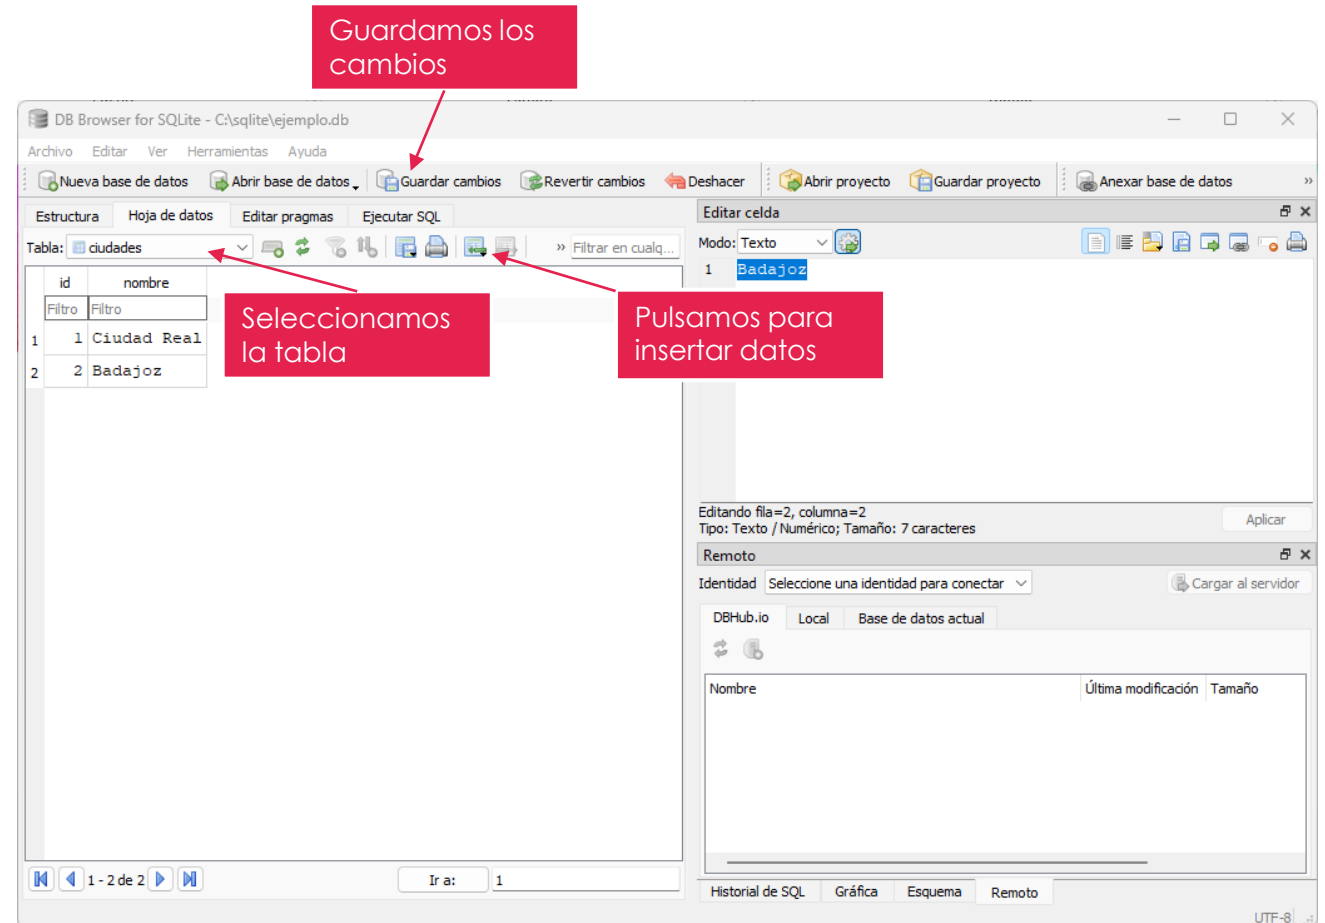 Guardamos los
cambios
DB Browser for SQLite - C:\sqlite\ejemplo.db
Archivo Editar Ver Herramientas Ayuda
Nueva base de datos Abrir base de datos Guardar cambios Revertir cambios Deshacer Abrir proyecto Guardar proyecto Anexar base de datos »
Estructura Hoja de datos Editar pragmas Ejecutar SQL
Tabla: ciudades » Filtrar en cualq...
id nombre
Filtro Filtro
1 1 Ciudad Real
2 2 Badajoz
Seleccionamos
la tabla
Pulsamos para
insertar datos
1 - 2 de 2 Ir a: 1
Editar celda
Modo: Texto
1 Badajoz
Editando fila=2, columna=2
Tipo: Texto / Numérico; Tamaño: 7 caracteres
Aplicar
Remoto
Identidad Seleccione una identidad para conectar Cargar al servidor
DBHub.io Local Base de datos actual
Nombre Última modificación Tamaño
Historial de SQL Gráfica Esquema Remoto
UTF-8